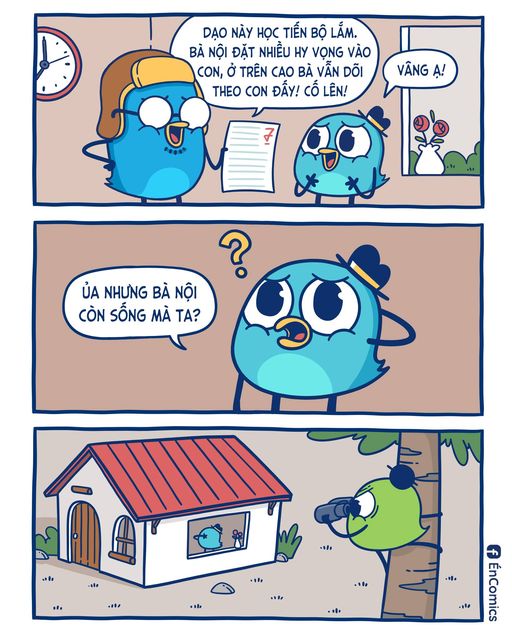 DẠO NÀY HỌC TIẾN BỘ LẮM.
BÀ NỘI ĐẶT NHIỀU HY VỌNG VÀO
CON, Ở TRÊN CAO BÀ VẪN DÕI
THEO CON ĐẤY! CỐ LÊN!
VÂNG Ạ!
7
ỦA NHƯNG BÀ NỘI
CÒN SỐNG MÀ TA?
ÉnComics